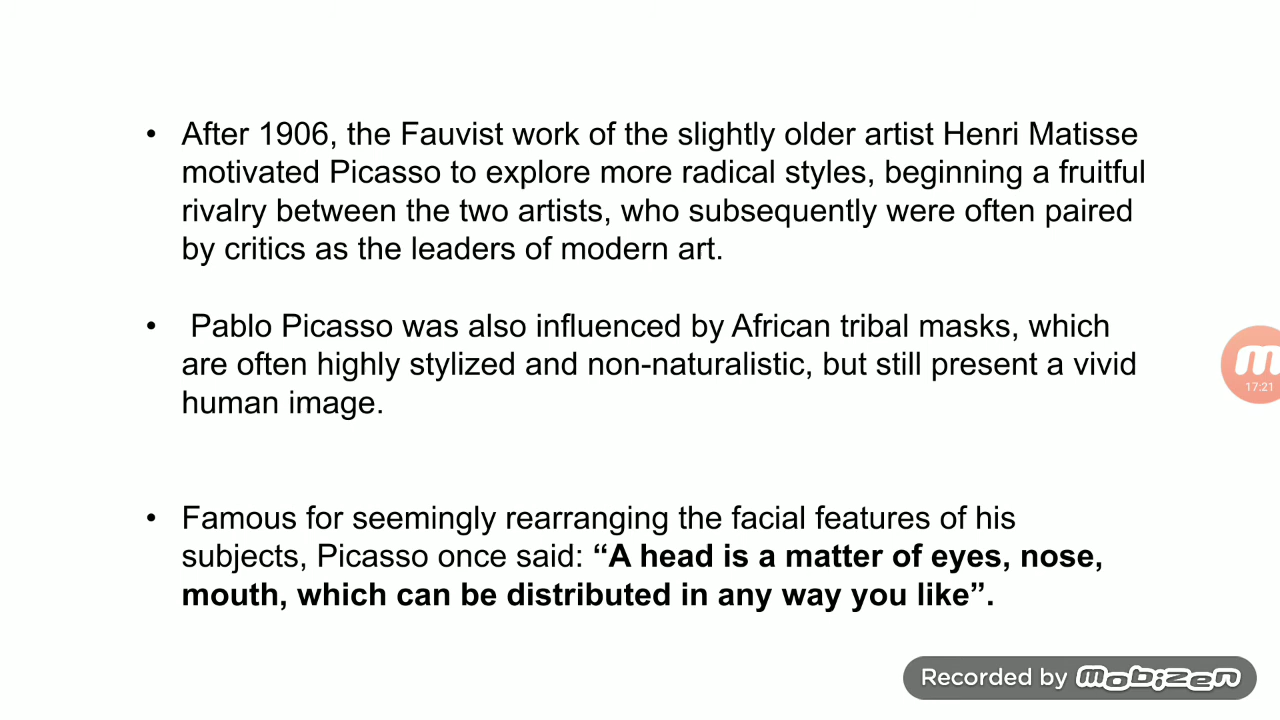 • After 1906, the Fauvist work of the slightly older artist Henri Matisse
motivated Picasso to explore more radical styles, beginning a fruitful
rivalry between the two artists, who subsequently were often paired
by critics as the leaders of modern art.
• Pablo Picasso was also influenced by African tribal masks, which
are often highly stylized and non-naturalistic, but still present a vivid
human image.
17:21
• Famous for seemingly rearranging the facial features of his
subjects, Picasso once said: “A head is a matter of eyes, nose,
mouth, which can be distributed in any way you like”.
Recorded by mobizen